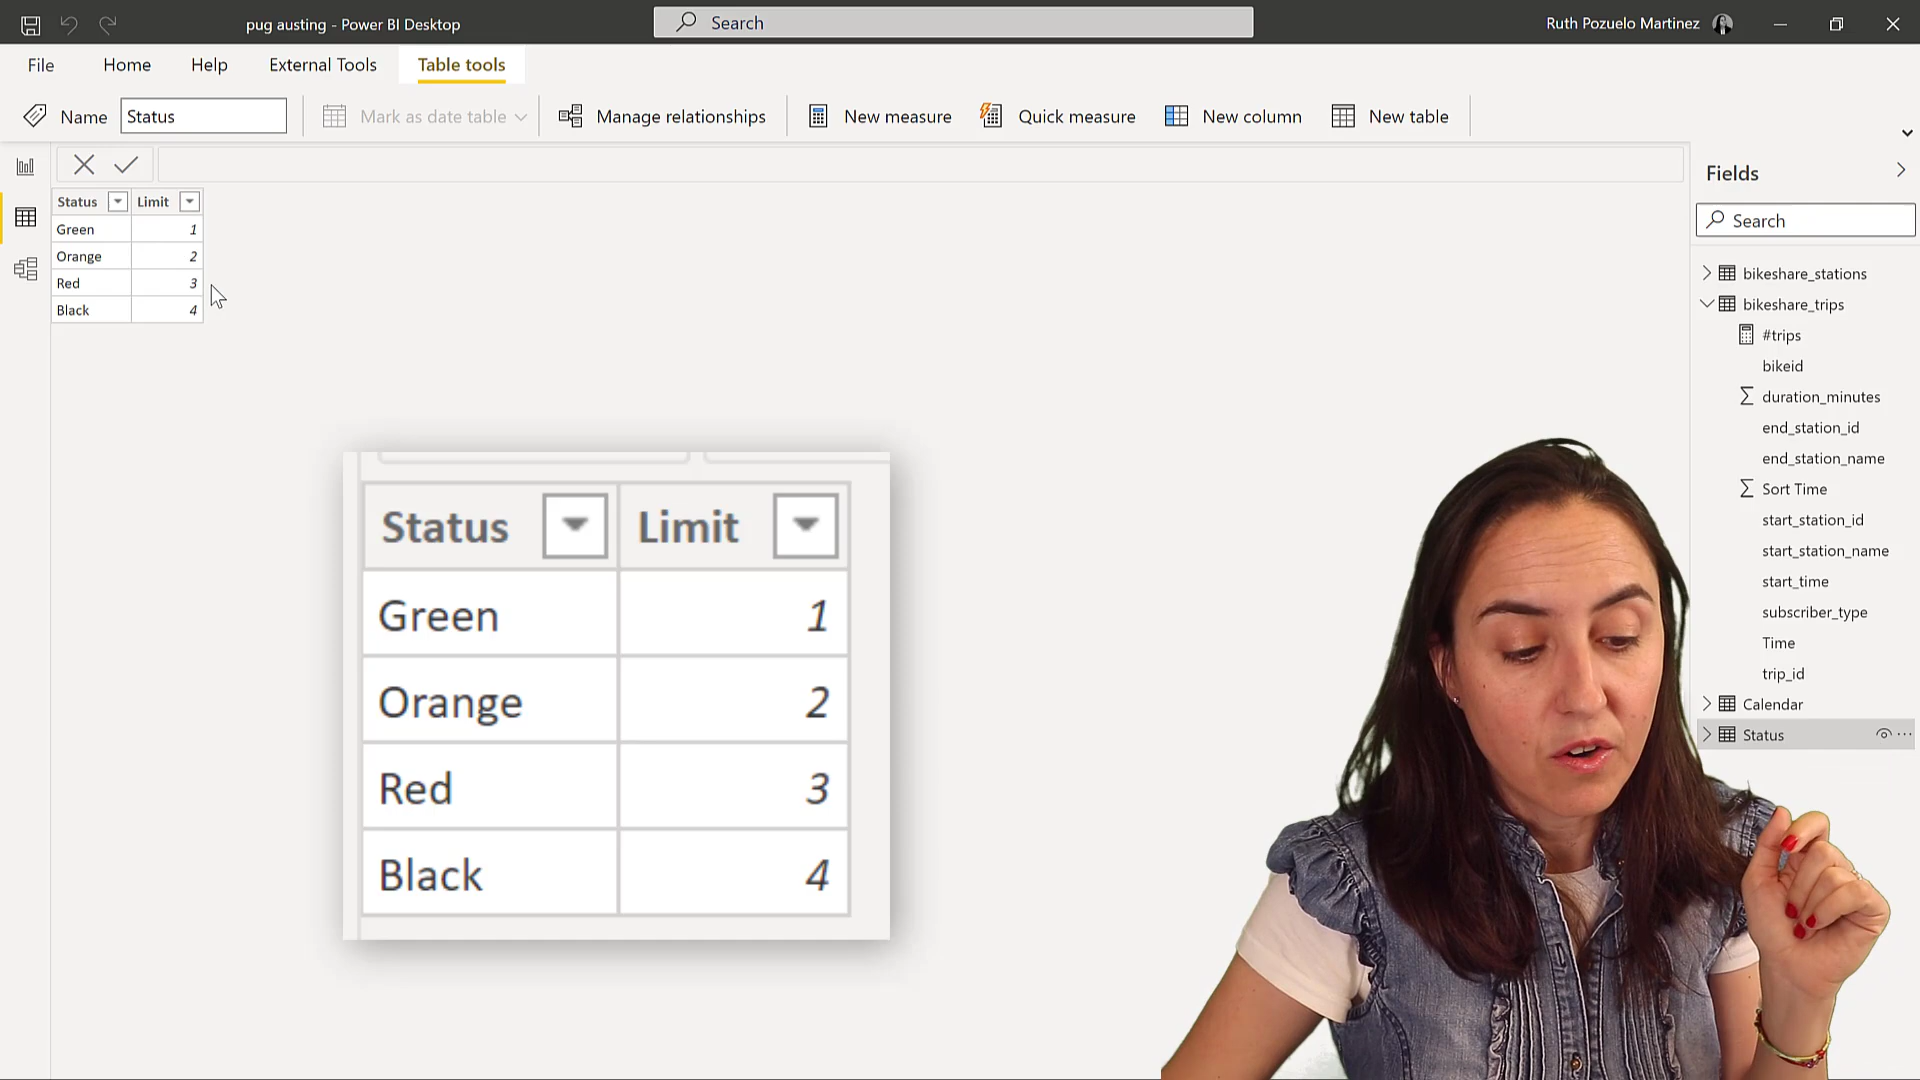 pug austing - Power BI Desktop
Search
Ruth Pozuelo Martinez
File
Home
Help
External Tools
Table tools
Name
Status
Mark as date table
Manage relationships
New measure
Quick measure
New column
New table
Status Limit
Green 1
Orange 2
Red 3
Black 4
Status Limit
Green 1
Orange 2
Red 3
Black 4
Fields
Search
bikeshare_stations
bikeshare_trips
#trips
bikeid
duration_minutes
end_station_id
end_station_name
Sort Time
start_station_id
start_station_name
start_time
subscriber_type
Time
trip_id
Calendar
Status